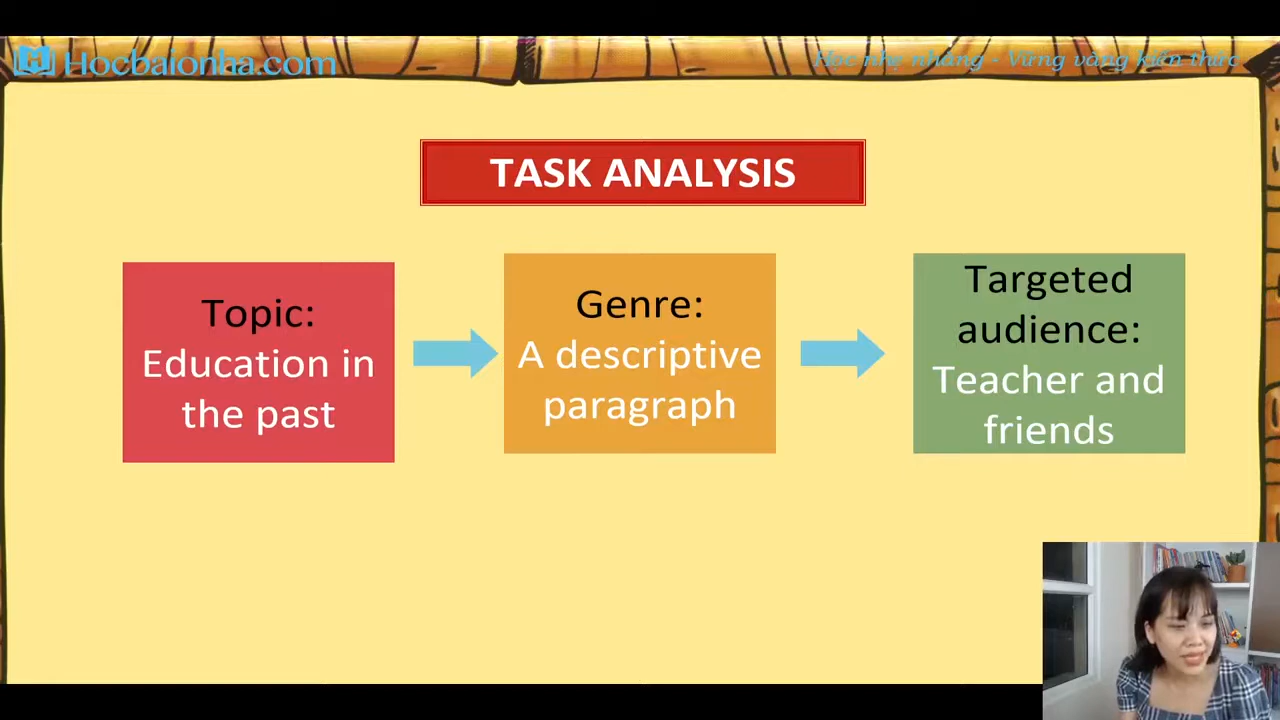 Hocbaionha.com
Học nhẹ nhàng - Vững vàng kiến thức
TASK ANALYSIS
Topic:
Education in
the past
Genre:
A descriptive
paragraph
Targeted
audience:
Teacher and
friends